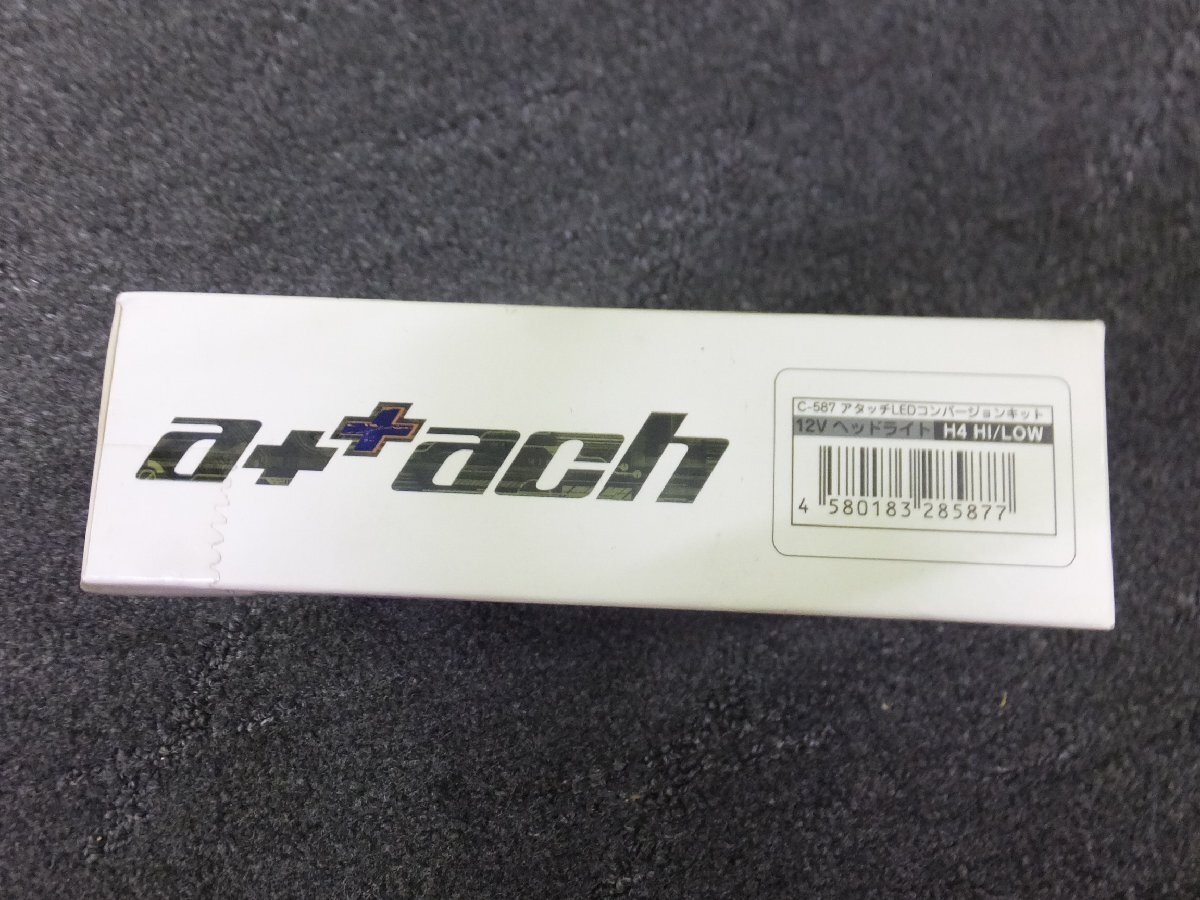 a++ach
C-587 アタッチLEDコンバージョンキット
12V ヘッドライト H4 HI/LOW
4 580183 285877